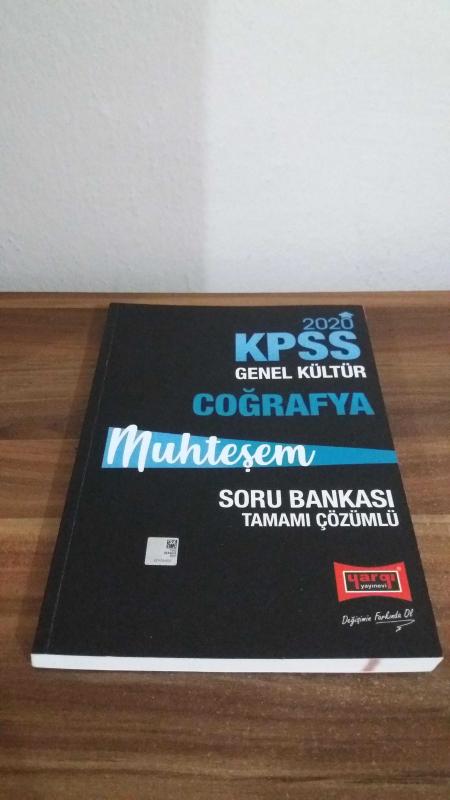 2020
KPSS
GENEL KÜLTÜR
COĞRAFYA
Muhteşem
SORU BANKASI
TAMAMI ÇÖZÜMLÜ
yargı
yayınevi
Değişimin Farkında Ol